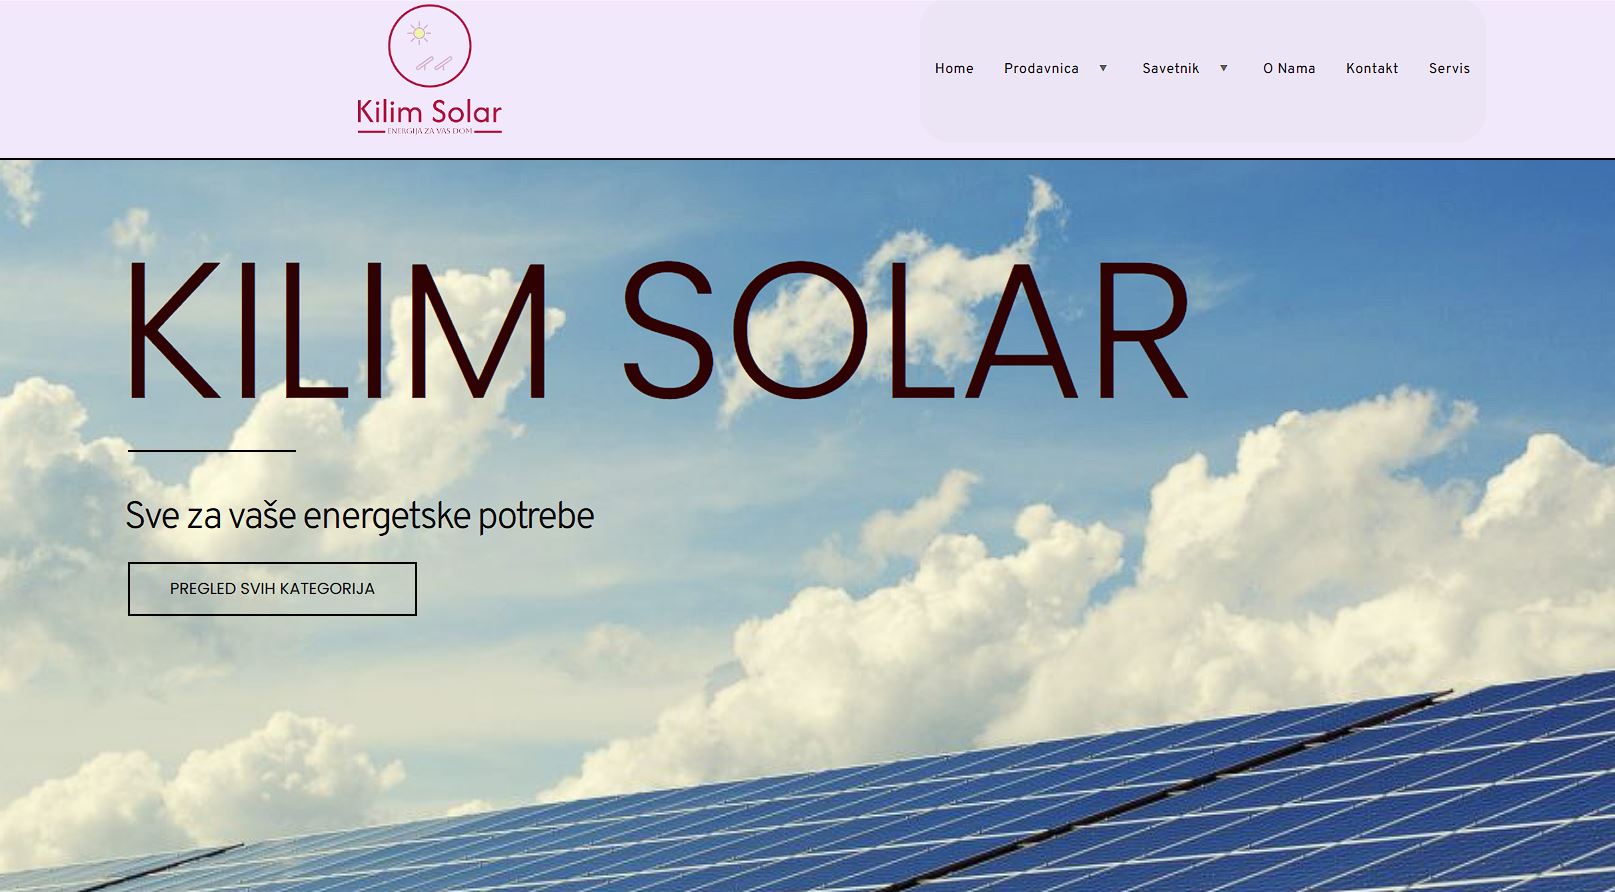 Kilim Solar
ENERGIJA ZA VAS DOM
Home Prodavnica Savetnik O Nama Kontakt Servis
KILIM SOLAR
Sve za vaše energetske potrebe
PREGLED SVIH KATEGORIJA